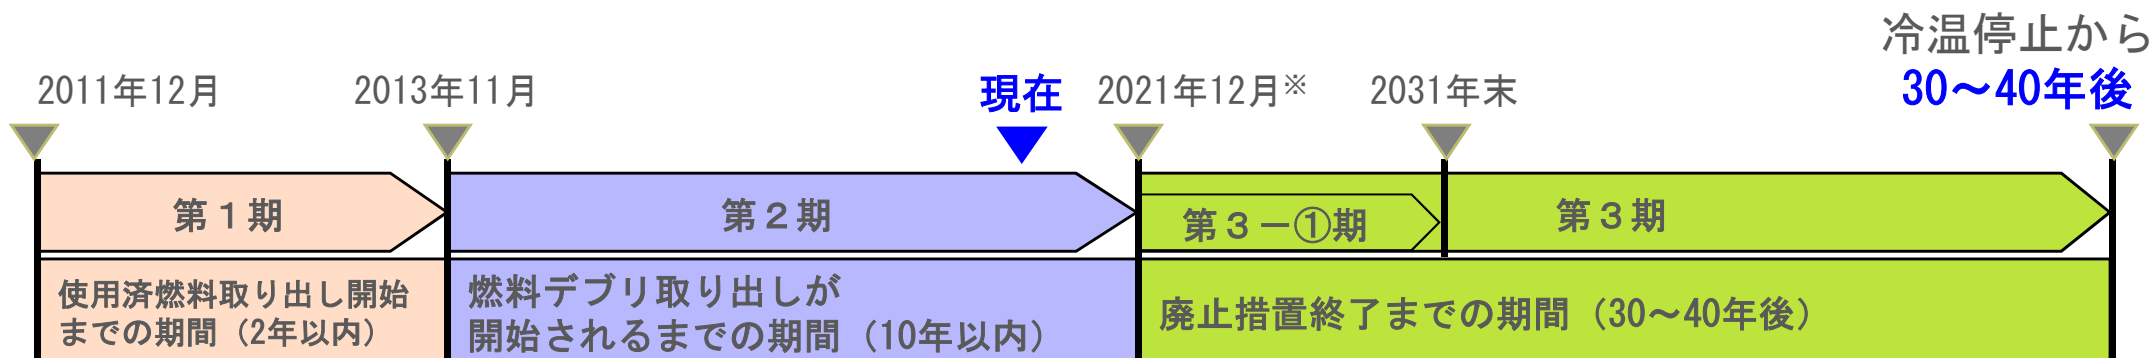 冷温停止から
2011年12月
2013年11月
現在
2021年12月※
2031年末
30～40年後
第１期
第２期
第３－①期
第３期
使用済燃料取り出し開始
までの期間（2年以内）
燃料デブリ取り出しが
開始されるまでの期間（10年以内）
廃止措置終了までの期間（30～40年後）